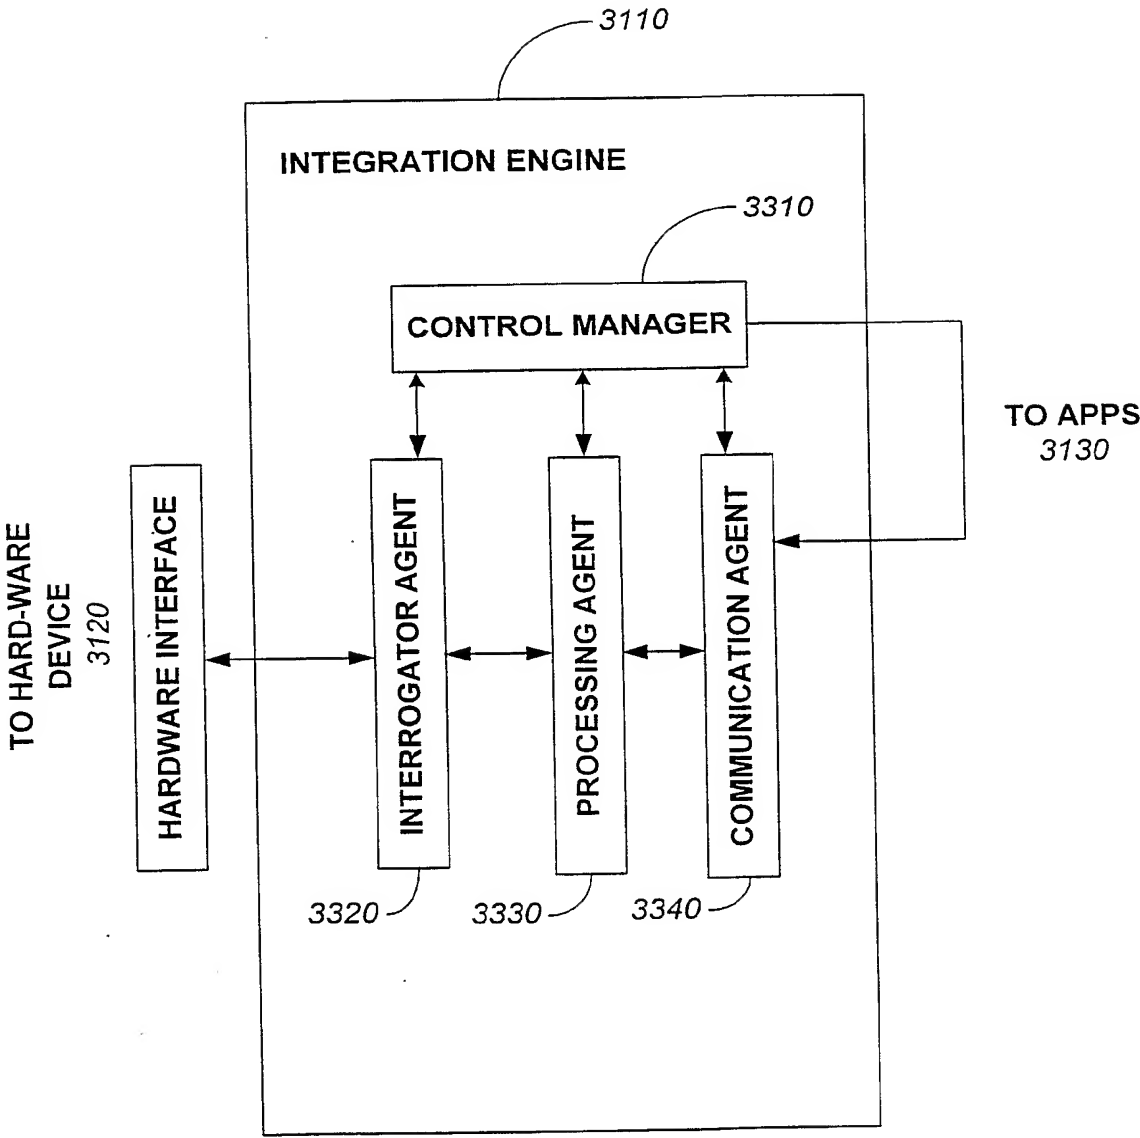 3110
INTEGRATION ENGINE
3310
CONTROL MANAGER
TO APPS
3130
TO HARD-WARE
DEVICE
3120
HARDWARE INTERFACE
INTERROGATOR AGENT
PROCESSING AGENT
COMMUNICATION AGENT
3320
3330
3340